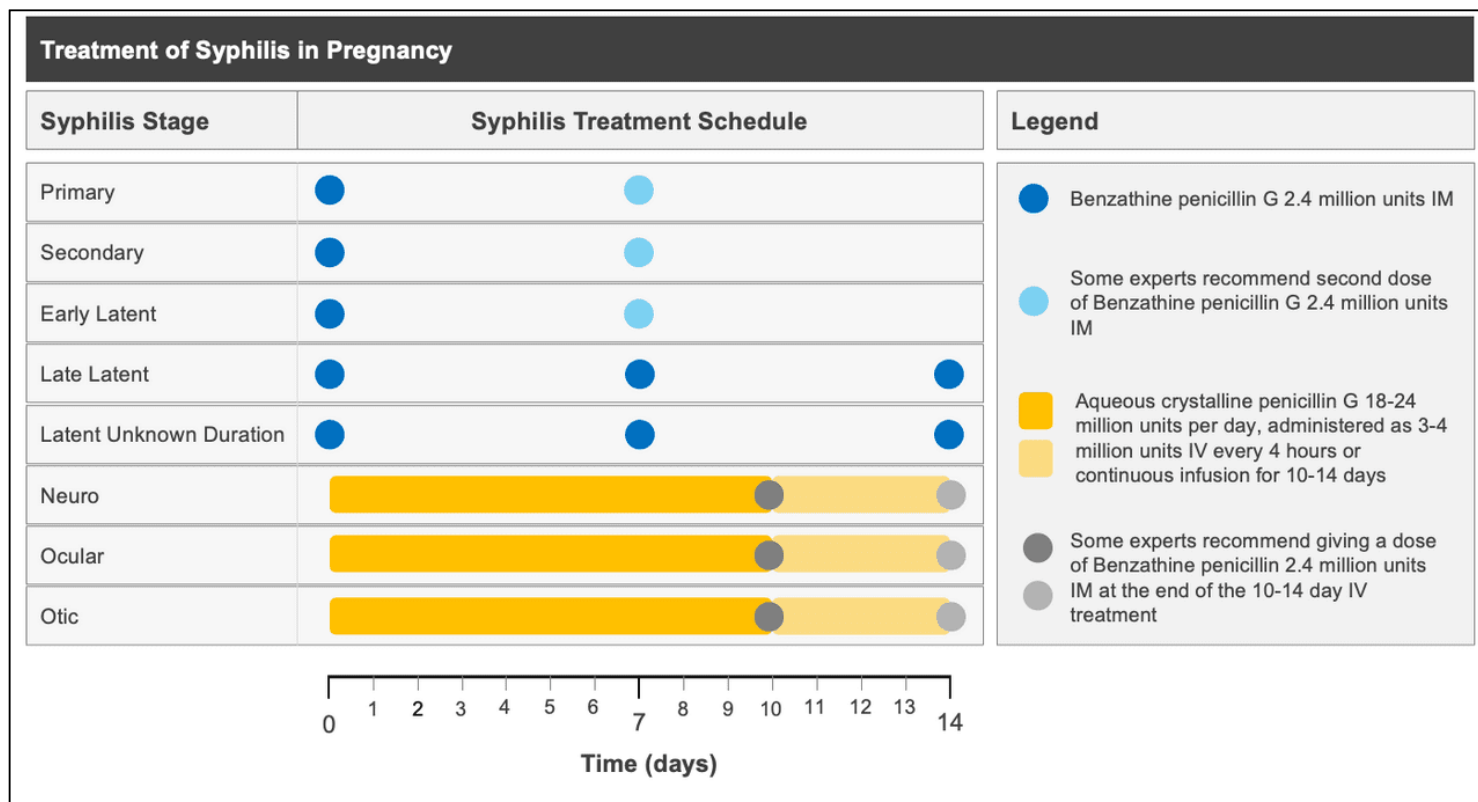 Treatment of Syphilis in Pregnancy
Syphilis Stage
Syphilis Treatment Schedule
Legend
Primary
Secondary
Early Latent
Late Latent
Latent Unknown Duration
Neuro
Ocular
Otic
Benzathine penicillin G 2.4 million units IM
Some experts recommend second dose
of Benzathine penicillin G 2.4 million units
IM
Aqueous crystalline penicillin G 18-24
million units per day, administered as 3-4
million units IV every 4 hours or
continuous infusion for 10-14 days
Some experts recommend giving a dose
of Benzathine penicillin 2.4 million units
IM at the end of the 10-14 day IV
treatment
0 1 2 3 4 5 6 7 8 9 10 11 12 13 14
Time (days)